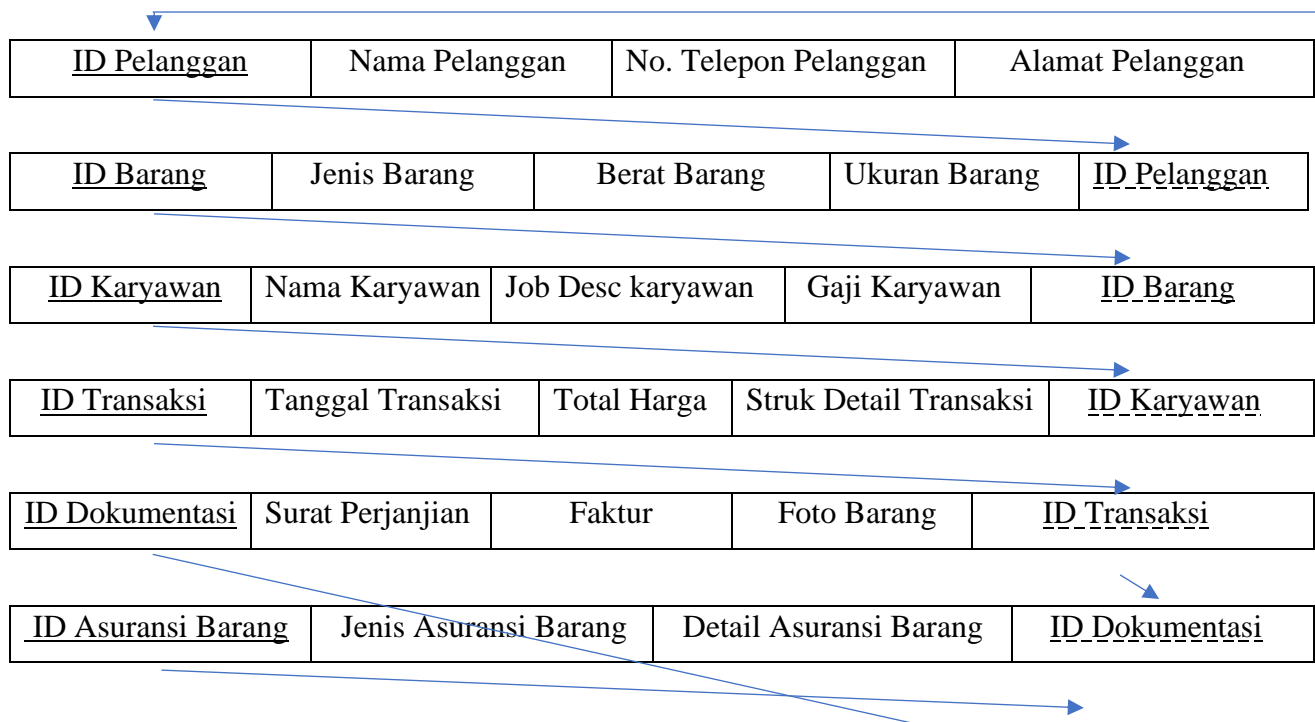 ID Pelanggan Nama Pelanggan No. Telepon Pelanggan Alamat Pelanggan
ID Barang Jenis Barang Berat Barang Ukuran Barang ID Pelanggan
ID Karyawan Nama Karyawan Job Desc karyawan Gaji Karyawan ID Barang
ID Transaksi Tanggal Transaksi Total Harga Struk Detail Transaksi ID Karyawan
ID Dokumentasi Surat Perjanjian Faktur Foto Barang ID Transaksi
ID Asuransi Barang Jenis Asuransi Barang Detail Asuransi Barang ID Dokumentasi